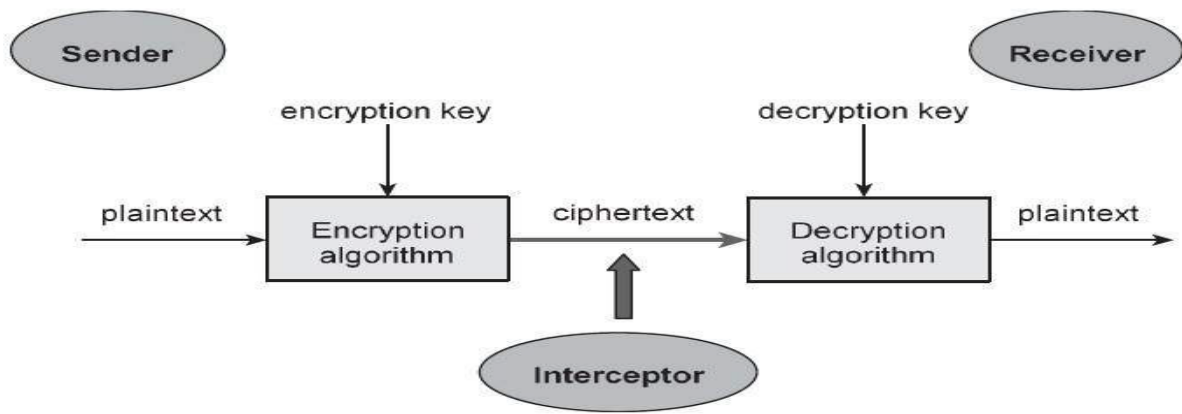 Sender
Receiver
encryption key
decryption key
plaintext
Encryption
algorithm
ciphertext
Decryption
algorithm
plaintext
Interceptor